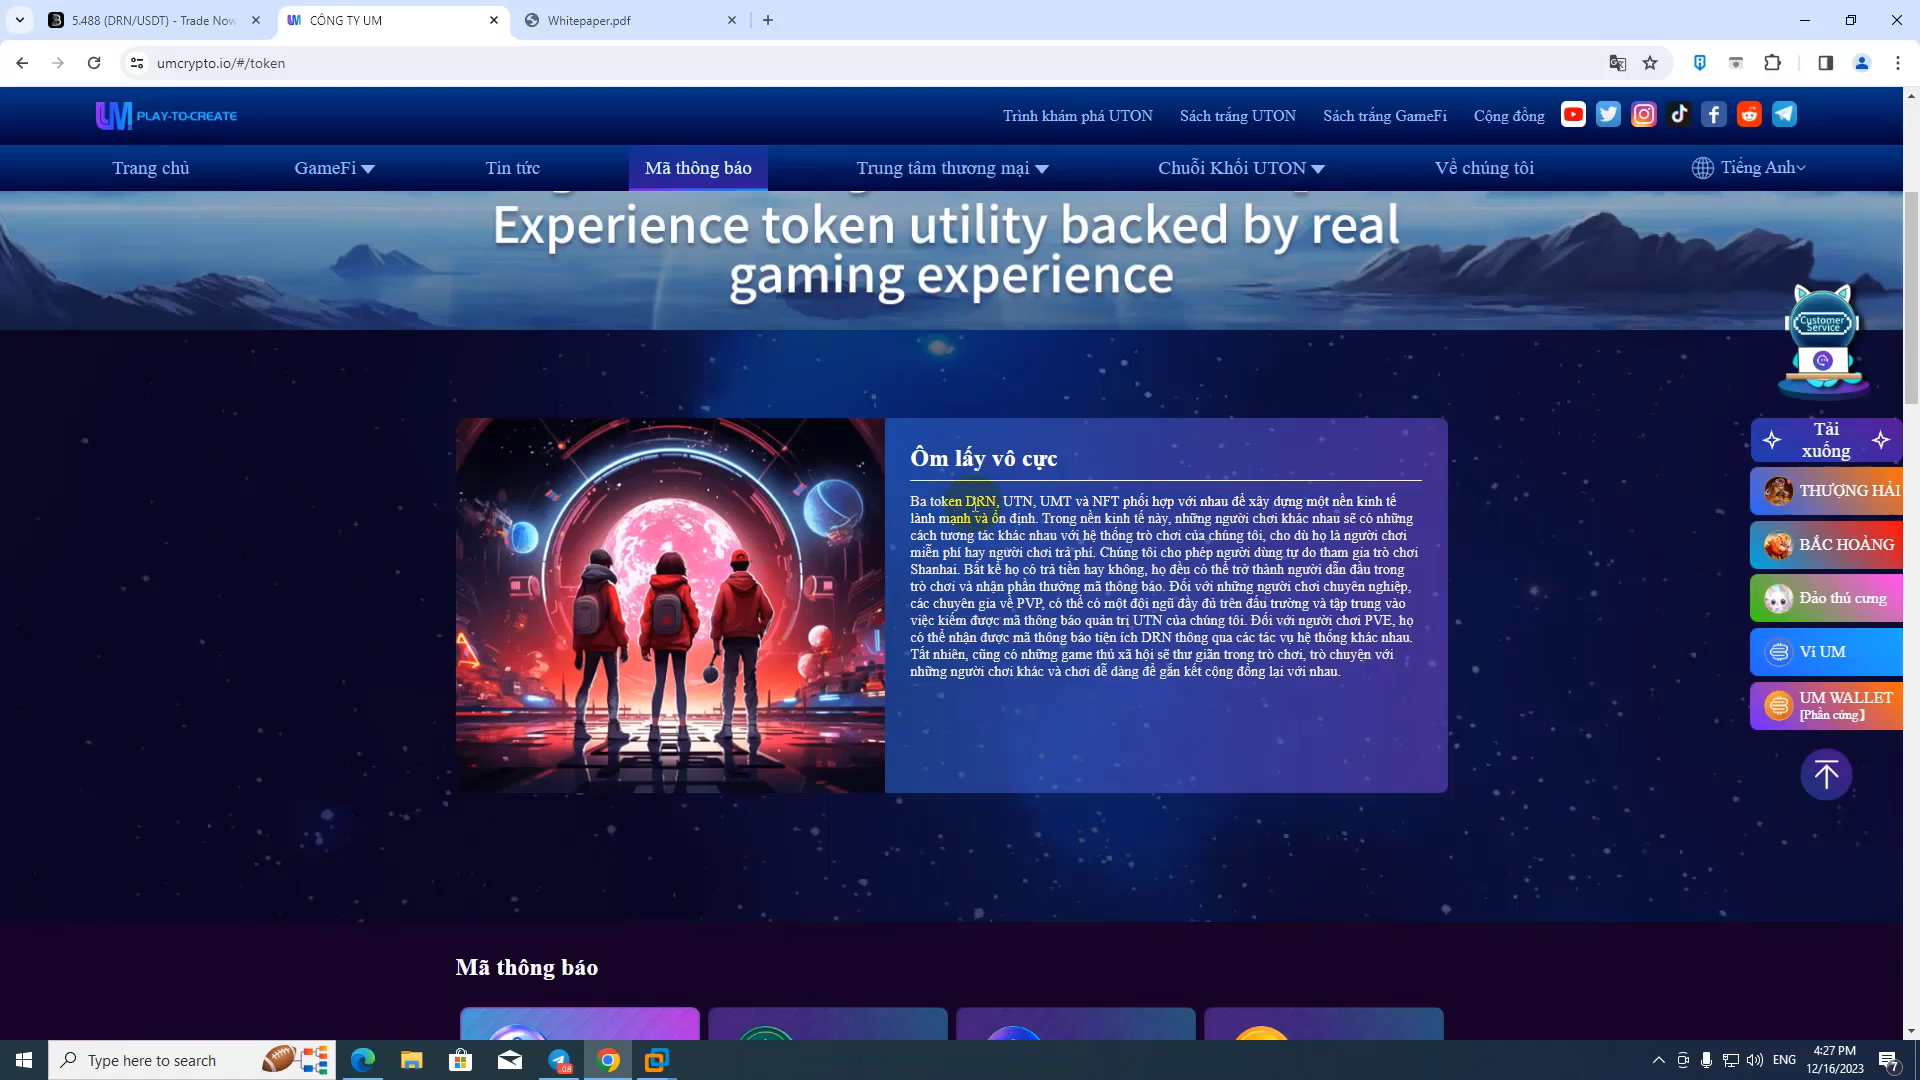 5.488 (DRN/USDT) - Trade Now
CÔNG TY UM
Whitepaper.pdf
umcrypto.io/#/token
UM PLAY-TO-CREATE
Trình khám phá UTON
Sách trắng UTON
Sách trắng GameFi
Cộng đồng
Trang chủ
GameFi
Tin tức
Mã thông báo
Trung tâm thương mại
Chuỗi Khối UTON
Về chúng tôi
Tiếng Anh
Experience token utility backed by real
gaming experience
Customer
Service
Ôm lấy vô cực
Ba token DRN, UTN, UMT và NFT phối hợp với nhau để xây dựng một nền kinh tế
lành mạnh và ổn định. Trong nền kinh tế này, những người chơi khác nhau sẽ có những
cách tương tác khác nhau với hệ thống trò chơi của chúng tôi, cho dù họ là người chơi
miễn phí hay người chơi trả phí. Chúng tôi cho phép người dùng tự do tham gia trò chơi
Shanhai. Bất kể họ có trả tiền hay không, họ đều có thể trở thành người dẫn đầu trong
trò chơi và nhận phần thưởng mã thông báo. Đối với những người chơi chuyên nghiệp,
các chuyên gia về PVP, có thể có một đội ngũ đầy đủ trên đấu trường và tập trung vào
việc kiếm được mã thông báo quản trị UTN của chúng tôi. Đối với người chơi PVE, họ
có thể nhận được mã thông báo tiện ích DRN thông qua các tác vụ hệ thống khác nhau.
Tất nhiên, cũng có những game thủ xã hội sẽ thư giãn trong trò chơi, trò chuyện với
những người chơi khác và chơi dễ dàng để gắn kết cộng đồng lại với nhau.
Tải
xuống
THƯỢNG HẢI
BẮC HOÀNG
Đảo thú cưng
Ví UM
UM WALLET
[Phần cứng】
Mã thông báo
Type here to search
.08
ENG
4:27 PM
12/16/2023
7